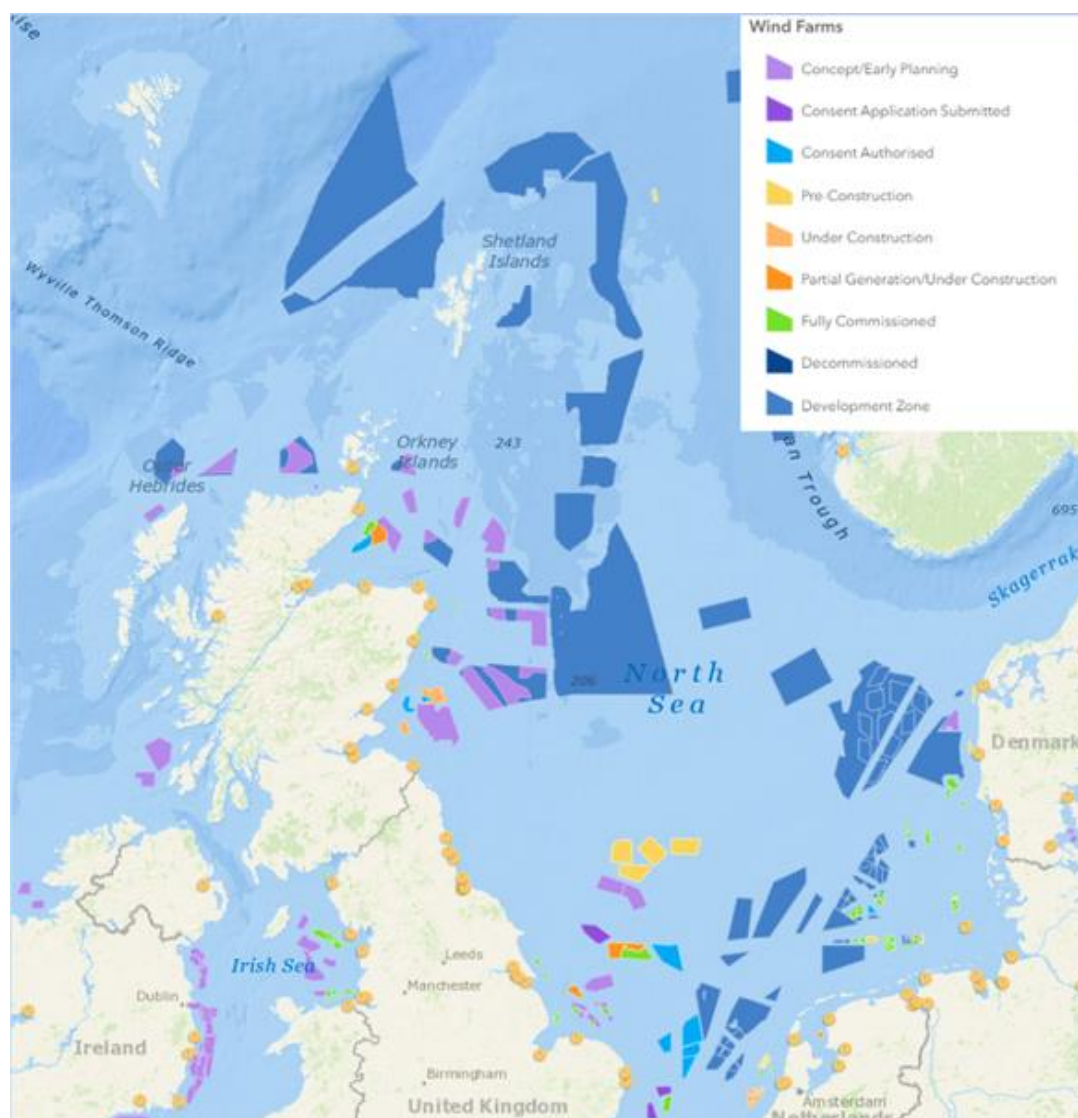 Wind Farms
Concept/Early Planning
Consent Application Submitted
Consent Authorised
Pre-Construction
Under Construction
Partial Generation/Under Construction
Fully Commissioned
Decommissioned
Development Zone
Shetland
Islands
Wyville Thomson Ridge
Orkney
Islands
243
Outer
Hebrides
Trough
695
Skagerrak
North
Sea
206
Denmark
Irish Sea
Leeds
Manchester
Dublin
Ireland
Birmingham
United Kingdom
Amsterdam
Netherlands